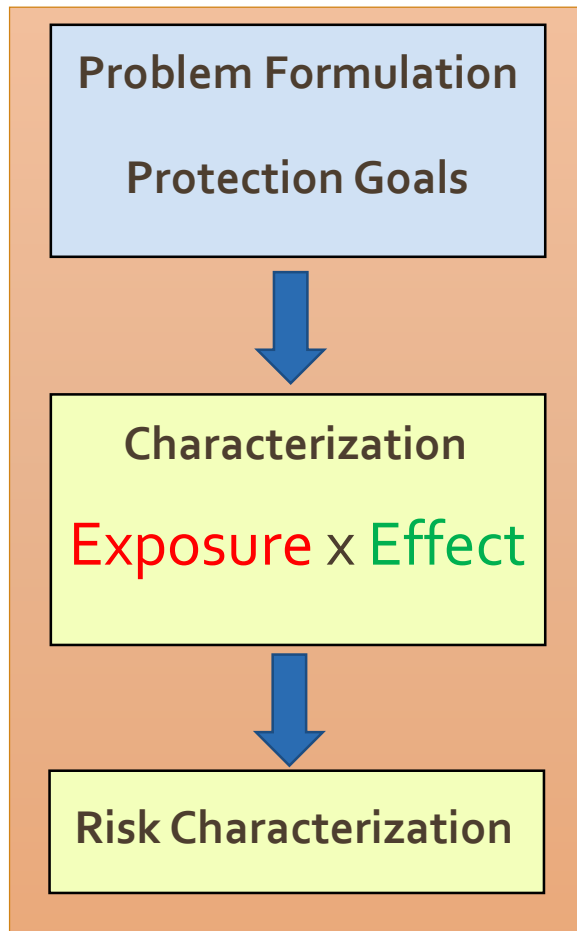 Problem Formulation
Protection Goals
Characterization
Exposure x Effect
Risk Characterization